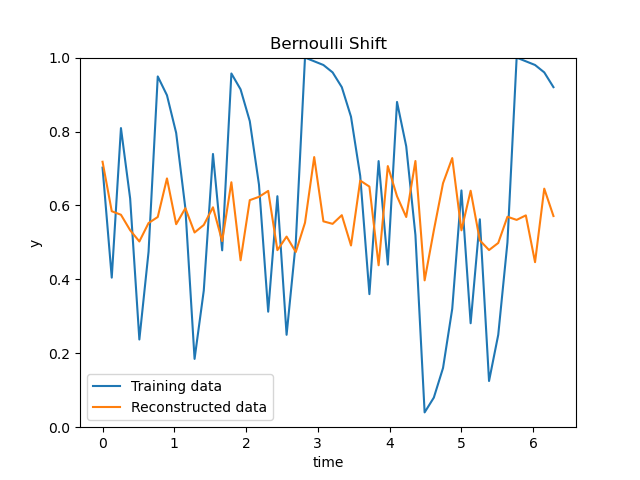 Bernoulli Shift
1.0
0.8
0.6
0.4
0.2
0.0
y
Training data
Reconstructed data
0 1 2 3 4 5 6
time